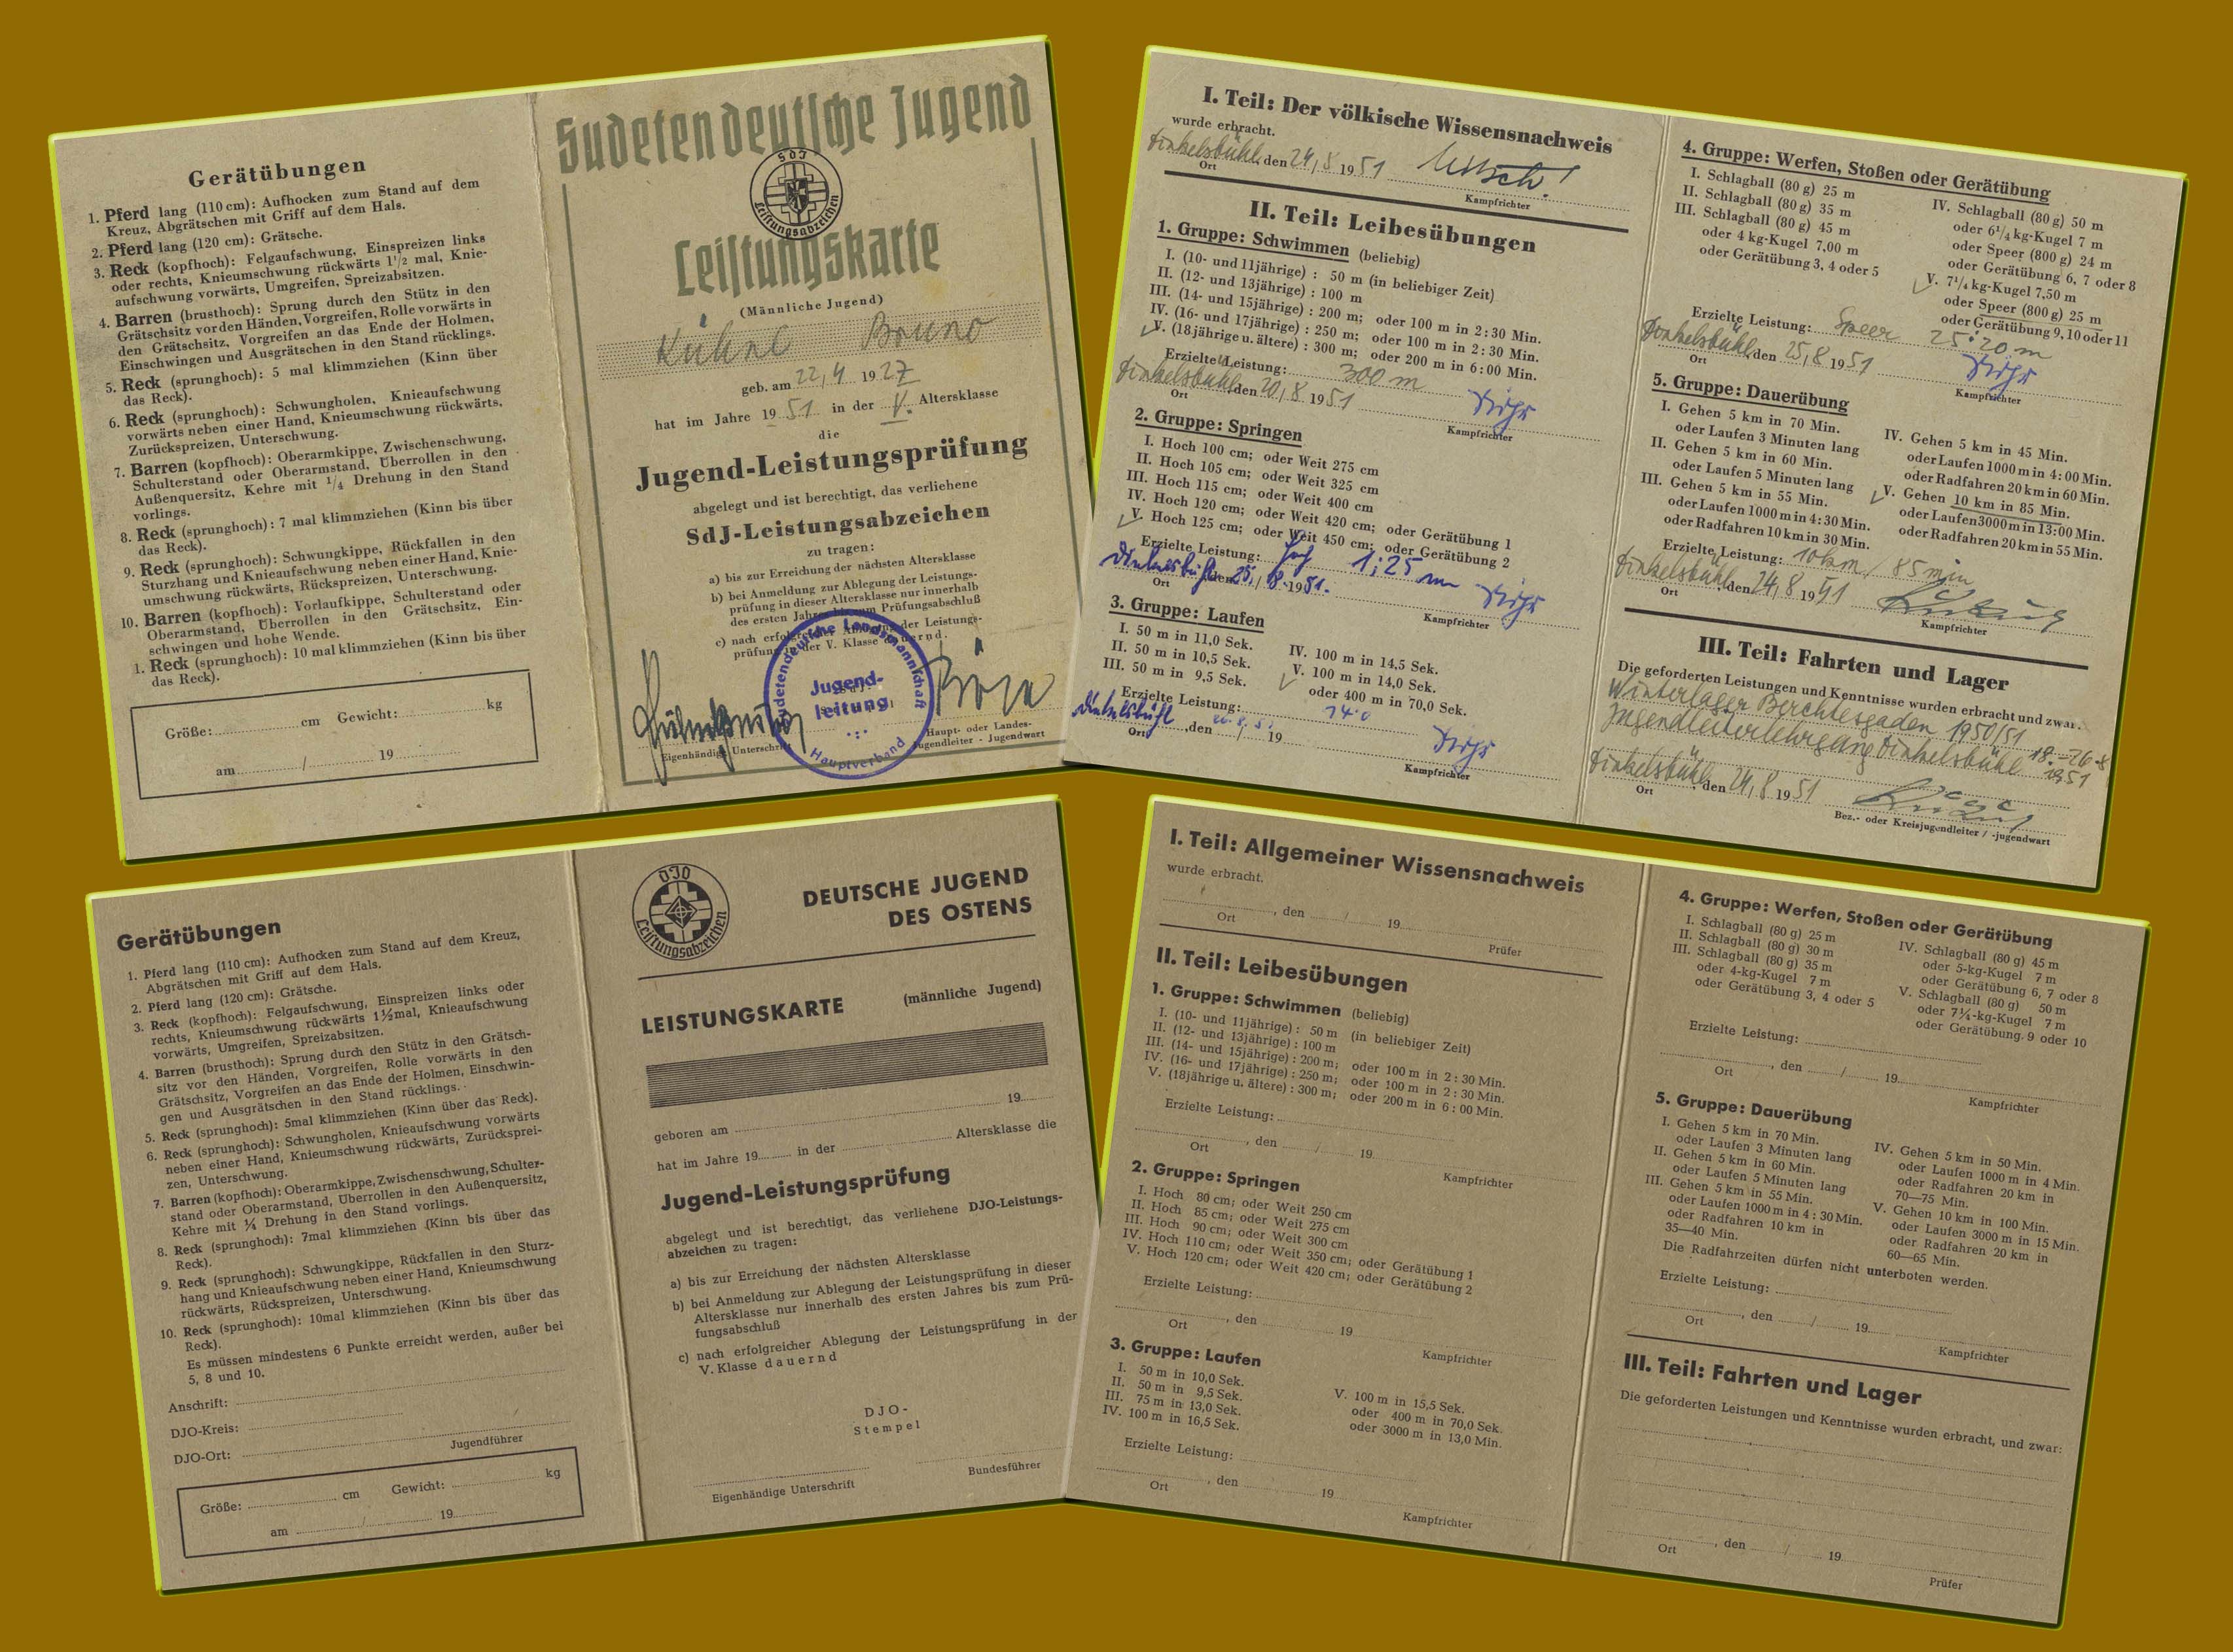 Gerätübungen
1. Pferd lang (110 cm): Aufhocken zum Stand auf dem
Kreuz, Abgrätschen mit Griff auf dem Hals.
2. Pferd lang (120 cm): Grätsche.
3. Reck (kopfhoch): Felgaufschwung, Einspreizen links
oder rechts, Knieumschwung rückwärts 1 1/2 mal, Knie-
aufschwung vorwärts, Umgreifen, Spreizabsitzen.
4. Barren (brusthoch): Sprung durch den Stütz in den
Grätschsitz vor den Händen, Vorgreifen, Rolle vorwärts in
den Grätschsitz, Vorgreifen an das Ende der Holmen,
Einschwingen und Ausgrätschen in den Stand rücklings.
5. Reck (sprunghoch): 5 mal klimmziehen (Kinn über
das Reck).
6. Reck (sprunghoch): Schwungholen, Knieaufschwung
vorwärts neben einer Hand, Knieumschwung rückwärts,
Zurückspreizen, Unterschwung.
7. Barren (kopfhoch): Oberarmkippe, Zwischenschwung,
Schulterstand oder Oberarmstand, Überrollen in den
Außenquersitz, Kehre mit 1/4 Drehung in den Stand
vorlings.
8. Reck (sprunghoch): 7 mal klimmziehen (Kinn bis über
das Reck).
9. Reck (sprunghoch): Schwungkippe, Rückfallen in den
Sturzhang und Knieaufschwung neben einer Hand, Knie-
umschwung rückwärts, Rückspreizen, Unterschwung.
10. Barren (kopfhoch): Vorlaufkippe, Schulterstand oder
Oberarmstand, Überrollen in den Grätschsitz, Ein-
schwingen und hohe Wende.
1. Reck (sprunghoch): 10 mal klimmziehen (Kinn bis über
das Reck).
Größe: cm Gewicht: kg
am / 19
Sudetendeutsche Jugend
SdJ
Leistungsabzeichen
Leistungskarte
(Männliche Jugend)
Kühnl Bruno
geb. am 22,4 1927
hat im Jahre 1951 in der V. Altersklasse
die
Jugend-Leistungsprüfung
abgelegt und ist berechtigt, das verliehene
SdJ-Leistungsabzeichen
zu tragen:
a) bis zur Erreichung der nächsten Altersklasse
b) bei Anmeldung zur Ablegung der Leistungs-
prüfung in dieser Altersklasse nur innerhalb
des ersten Jahres bis zum Prüfungsabschluß
c) nach erfolgreicher Ablegung der Leistungs-
prüfung in der V. Klasse dauernd.
Sudetendeutsche Landsmannschaft
Jugend-
leitung
Hauptverband
Eigenhändige Unterschrift
Haupt- oder Landes-
jugendleiter - Jugendwart
I. Teil: Der völkische Wissensnachweis
wurde erbracht.
Dinkelsbühl, den 24,8 1951
Ort Kampfrichter
II. Teil: Leibesübungen
1. Gruppe: Schwimmen (beliebig)
I. (10- und 11jährige) : 50 m (in beliebiger Zeit)
II. (12- und 13jährige) : 100 m
III. (14- und 15jährige) : 200 m; oder 100 m in 2:30 Min.
IV. (16- und 17jährige) : 250 m; oder 100 m in 2:30 Min.
V. (18jährige u. ältere) : 300 m; oder 200 m in 6:00 Min.
Erzielte Leistung: 300 m
Dinkelsbühl, den 20,8 1951
Ort Kampfrichter
2. Gruppe: Springen
I. Hoch 100 cm; oder Weit 275 cm
II. Hoch 105 cm; oder Weit 325 cm
III. Hoch 115 cm; oder Weit 400 cm
IV. Hoch 120 cm; oder Weit 420 cm; oder Gerätübung 1
V. Hoch 125 cm; oder Weit 450 cm; oder Gerätübung 2
Erzielte Leistung: Hoch 1,25 m
Dinkelsbühl, den 25, / 8 1951.
Ort Kampfrichter
3. Gruppe: Laufen
I. 50 m in 11,0 Sek.
II. 50 m in 10,5 Sek.
III. 50 m in 9,5 Sek.
IV. 100 m in 14,5 Sek.
V. 100 m in 14,0 Sek.
oder 400 m in 70,0 Sek.
Erzielte Leistung: 14:0
Dinkelsbühl, den 19
Ort Kampfrichter
4. Gruppe: Werfen, Stoßen oder Gerätübung
I. Schlagball (80 g) 25 m
II. Schlagball (80 g) 35 m
III. Schlagball (80 g) 45 m
oder 4 kg-Kugel 7,00 m
oder Gerätübung 3, 4 oder 5
IV. Schlagball (80 g) 50 m
oder 6 1/4 kg-Kugel 7 m
oder Speer (800 g) 24 m
oder Gerätübung 6, 7 oder 8
V. 7 1/4 kg-Kugel 7,50 m
oder Speer (800 g) 25 m
oder Gerätübung 9, 10 oder 11
Erzielte Leistung: Speer 25:20 m
Dinkelsbühl, den 25,8 1951
Ort Kampfrichter
5. Gruppe: Dauerübung
I. Gehen 5 km in 70 Min.
oder Laufen 3 Minuten lang
II. Gehen 5 km in 60 Min.
oder Laufen 5 Minuten lang
III. Gehen 5 km in 55 Min.
oder Laufen 1000 m in 4:30 Min.
oder Radfahren 10 km in 30 Min.
IV. Gehen 5 km in 45 Min.
oder Laufen 1000 m in 4:00 Min.
oder Radfahren 20 km in 60 Min.
V. Gehen 10 km in 85 Min.
oder Laufen 3000 m in 13:00 Min.
oder Radfahren 20 km in 55 Min.
Erzielte Leistung: 10 km / 85 min
Dinkelsbühl, den 24,8 1951
Ort Kampfrichter
III. Teil: Fahrten und Lager
Die geforderten Leistungen und Kenntnisse wurden erbracht und zwar:
Winterlager Berchtesgaden 1950/51
Jugendleiterlehrgang Dinkelsbühl 18.-26.8
1951
Dinkelsbühl, den 24,8 1951
Ort Bez.- oder Kreisjugendleiter / -jugendwart
Gerätübungen
1. Pferd lang (110 cm): Aufhocken zum Stand auf dem Kreuz,
Abgrätschen mit Griff auf dem Hals.
2. Pferd lang (120 cm): Grätsche.
3. Reck (kopfhoch): Felgaufschwung, Einspreizen links oder
rechts, Knieumschwung rückwärts 1½mal, Knieaufschwung
vorwärts, Umgreifen, Spreizabsitzen.
4. Barren (brusthoch): Sprung durch den Stütz in den Grätsch-
sitz vor den Händen, Vorgreifen, Rolle vorwärts in den
Grätschsitz, Vorgreifen an das Ende der Holmen, Einschwin-
gen und Ausgrätschen in den Stand rücklings.
5. Reck (sprunghoch): 5mal klimmziehen (Kinn über das Reck).
6. Reck (sprunghoch): Schwungholen, Knieaufschwung vorwärts
neben einer Hand, Knieumschwung rückwärts, Zurückksprei-
zen, Unterschwung.
7. Barren (kopfhoch): Oberarmkippe, Zwischenschwung, Schulter-
stand oder Oberarmstand, Überrollen in den Außenquersitz,
Kehre mit ¼ Drehung in den Stand vorlings.
8. Reck (sprunghoch): 7mal klimmziehen (Kinn bis über das
Reck).
9. Reck (sprunghoch): Schwungkippe, Rückfallen in den Sturz-
hang und Knieaufschwung neben einer Hand, Knieumschwung
rückwärts, Rückspreizen, Unterschwung.
10. Reck (sprunghoch): 10mal klimmziehen (Kinn bis über das
Reck).
Es müssen mindestens 6 Punkte erreicht werden, außer bei
5, 8 und 10.
Anschrift:
DJO-Kreis:
DJO-Ort: Jugendführer
Größe: cm Gewicht: kg
am / 19
DJO
Leistungsabzeichen
DEUTSCHE JUGEND
DES OSTENS
LEISTUNGSKARTE (männliche Jugend)
geboren am 19
hat im Jahre 19 in der Altersklasse die
Jugend-Leistungsprüfung
abgelegt und ist berechtigt, das verliehene DJO-Leistungs-
abzeichen zu tragen:
a) bis zur Erreichung der nächsten Altersklasse
b) bei Anmeldung zur Ablegung der Leistungsprüfung in dieser
Altersklasse nur innerhalb des ersten Jahres bis zum Prü-
fungsabschluß
c) nach erfolgreicher Ablegung der Leistungsprüfung in der
V. Klasse dauernd
DJO-
Stempel
Eigenhändige Unterschrift Bundesführer
I. Teil: Allgemeiner Wissensnachweis
wurde erbracht.
, den / 19
Ort Prüfer
II. Teil: Leibesübungen
1. Gruppe: Schwimmen (beliebig)
I. (10- und 11jährige) : 50 m (in beliebiger Zeit)
II. (12- und 13jährige) : 100 m
III. (14- und 15jährige) : 200 m; oder 100 m in 2:30 Min.
IV. (16- und 17jährige) : 250 m; oder 100 m in 2:30 Min.
V. (18jährige u. ältere) : 300 m; oder 200 m in 6:00 Min.
Erzielte Leistung:
, den / 19
Ort Kampfrichter
2. Gruppe: Springen
I. Hoch 80 cm; oder Weit 250 cm
II. Hoch 85 cm; oder Weit 275 cm
III. Hoch 90 cm; oder Weit 300 cm
IV. Hoch 110 cm; oder Weit 350 cm; oder Gerätübung 1
V. Hoch 120 cm; oder Weit 420 cm; oder Gerätübung 2
Erzielte Leistung:
, den / 19
Ort Kampfrichter
3. Gruppe: Laufen
I. 50 m in 10,0 Sek.
II. 50 m in 9,5 Sek.
III. 75 m in 13,0 Sek.
IV. 100 m in 16,5 Sek.
V. 100 m in 15,5 Sek.
oder 400 m in 70,0 Sek.
oder 3000 m in 13,0 Min.
Erzielte Leistung:
, den 19
Ort Kampfrichter
4. Gruppe: Werfen, Stoßen oder Gerätübung
I. Schlagball (80 g) 25 m
II. Schlagball (80 g) 30 m
III. Schlagball (80 g) 35 m
oder 4-kg-Kugel 7 m
oder Gerätübung 3, 4 oder 5
IV. Schlagball (80 g) 45 m
oder 5-kg-Kugel 7 m
oder Gerätübung 6, 7 oder 8
V. Schlagball (80 g) 50 m
oder 7¼-kg-Kugel 7 m
oder Gerätübung. 9 oder 10
Erzielte Leistung:
, den / 19
Ort Kampfrichter
5. Gruppe: Dauerübung
I. Gehen 5 km in 70 Min.
oder Laufen 3 Minuten lang
II. Gehen 5 km in 60 Min.
oder Laufen 5 Minuten lang
III. Gehen 5 km in 55 Min.
oder Laufen 1000 m in 4:30 Min.
oder Radfahren 10 km in
35—40 Min.
IV. Gehen 5 km in 50 Min.
oder Laufen 1000 m in 4 Min.
oder Radfahren 20 km in
70—75 Min.
V. Gehen 10 km in 100 Min.
oder Laufen 3000 m in 15 Min.
oder Radfahren 20 km in
60—65 Min.
Die Radfahrzeiten dürfen nicht unterboten werden.
Erzielte Leistung:
, den / 19
Ort Kampfrichter
III. Teil: Fahrten und Lager
Die geforderten Leistungen und Kenntnisse wurden erbracht, und zwar:
, den / 19
Ort Prüfer